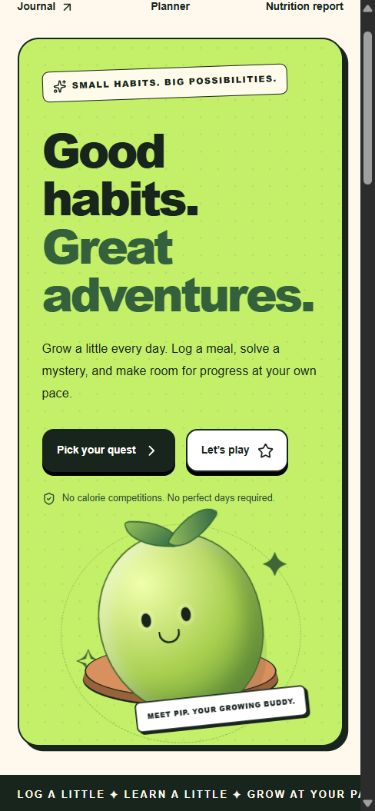 Journal
Planner
Nutrition report
SMALL HABITS. BIG POSSIBILITIES.
Good
habits.
Great
adventures.
Grow a little every day. Log a meal, solve a
mystery, and make room for progress at your own
pace.
Pick your quest
Let's play
No calorie competitions. No perfect days required.
MEET PIP. YOUR GROWING BUDDY.
LOG A LITTLE ✦ LEARN A LITTLE ✦ GROW AT YOUR